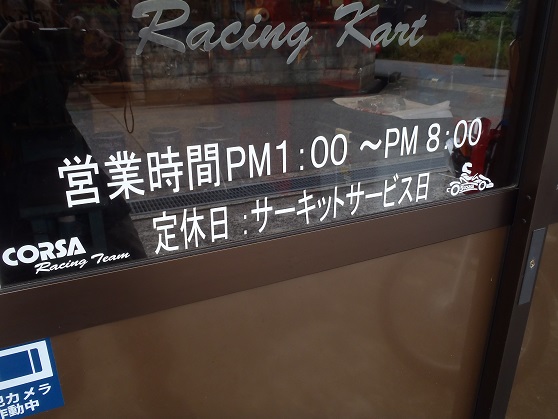 Racing Kart
営業時間PM1:00 ～PM 8:00
定休日：サーキットサービス日
CORSA
Racing Team
カメラ
作動中